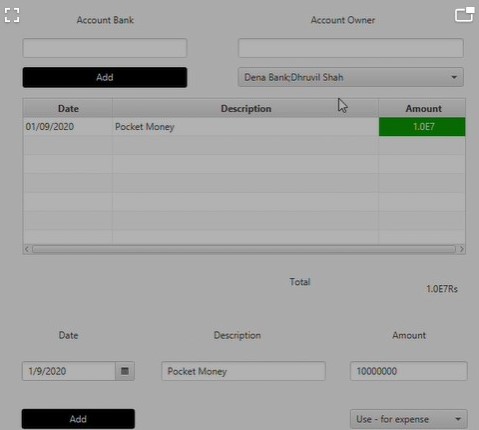 Account Bank Account Owner
Add Dena Bank;Dhruvil Shah
Date Description Amount
01/09/2020 Pocket Money 1.0E7
Total 1.0E7Rs
Date Description Amount
1/9/2020 Pocket Money 10000000
Add Use - for expense